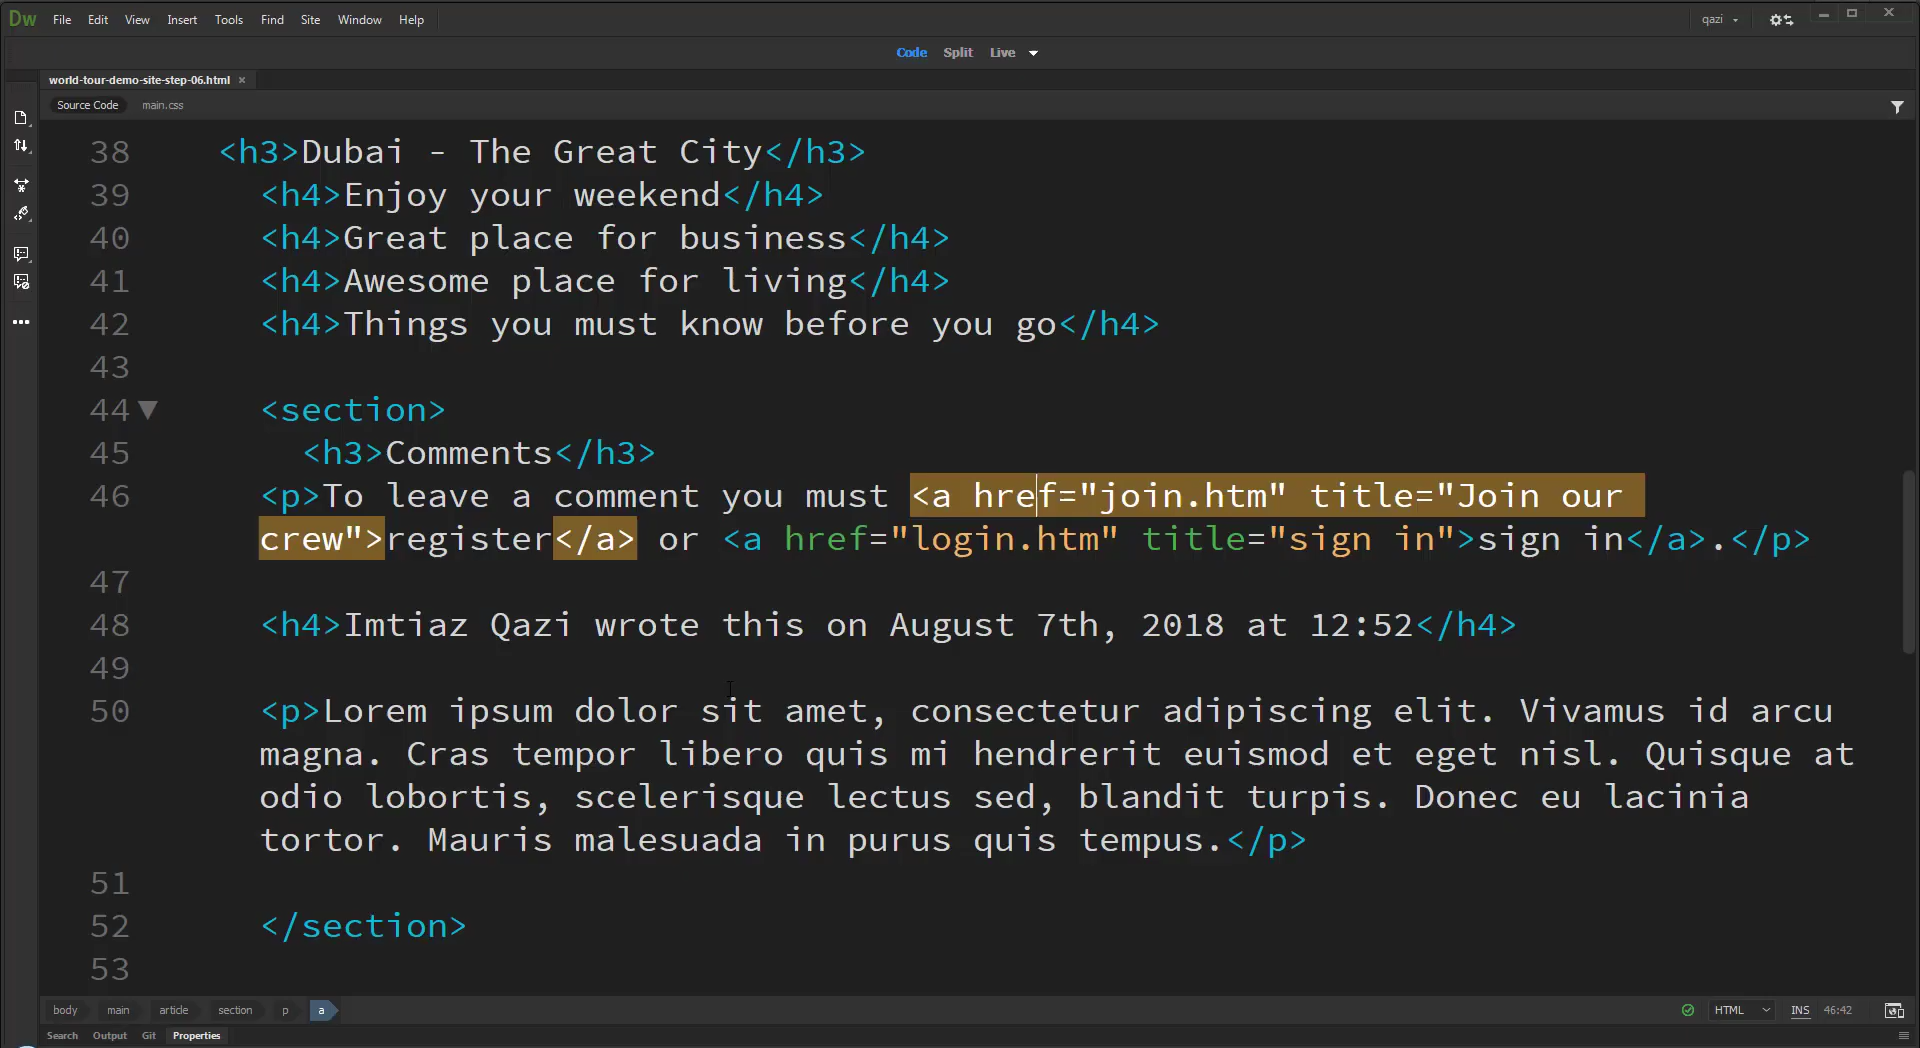 Dw File Edit View Insert Tools Find Site Window Help qazi
Code Split Live
world-tour-demo-site-step-06.html ×
Source Code main.css
38 <h3>Dubai - The Great City</h3>
39 <h4>Enjoy your weekend</h4>
40 <h4>Great place for business</h4>
41 <h4>Awesome place for living</h4>
42 <h4>Things you must know before you go</h4>
43
44 <section>
45 <h3>Comments</h3>
46 <p>To leave a comment you must <a href="join.htm" title="Join our
crew">register</a> or <a href="login.htm" title="sign in">sign in</a>.</p>
47
48 <h4>Imtiaz Qazi wrote this on August 7th, 2018 at 12:52</h4>
49
50 <p>Lorem ipsum dolor sit amet, consectetur adipiscing elit. Vivamus id arcu
magna. Cras tempor libero quis mi hendrerit euismod et eget nisl. Quisque at
odio lobortis, scelerisque lectus sed, blandit turpis. Donec eu lacinia
tortor. Mauris malesuada in purus quis tempus.</p>
51
52 </section>
53
body main article section p a HTML INS 46:42
Search Output Git Properties